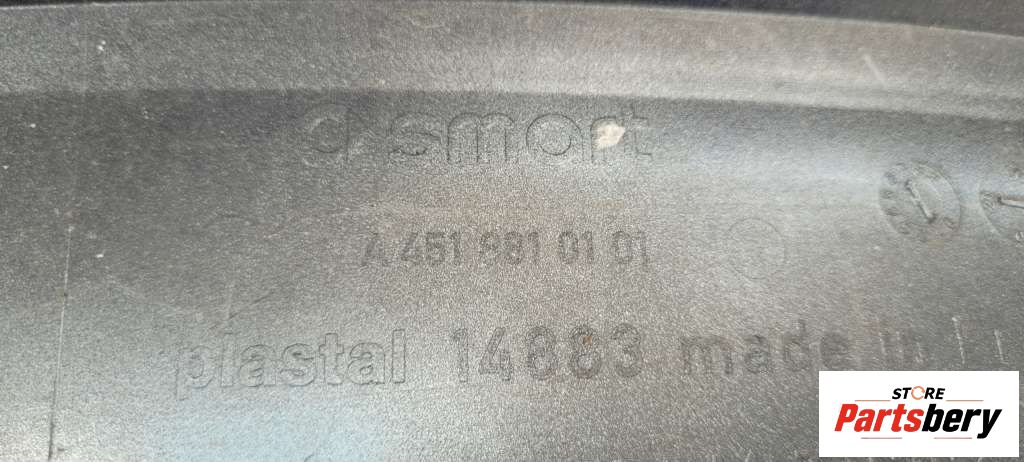 smart
A 451 881 01 01
plastal 14883 made in
STORE
Partsbery